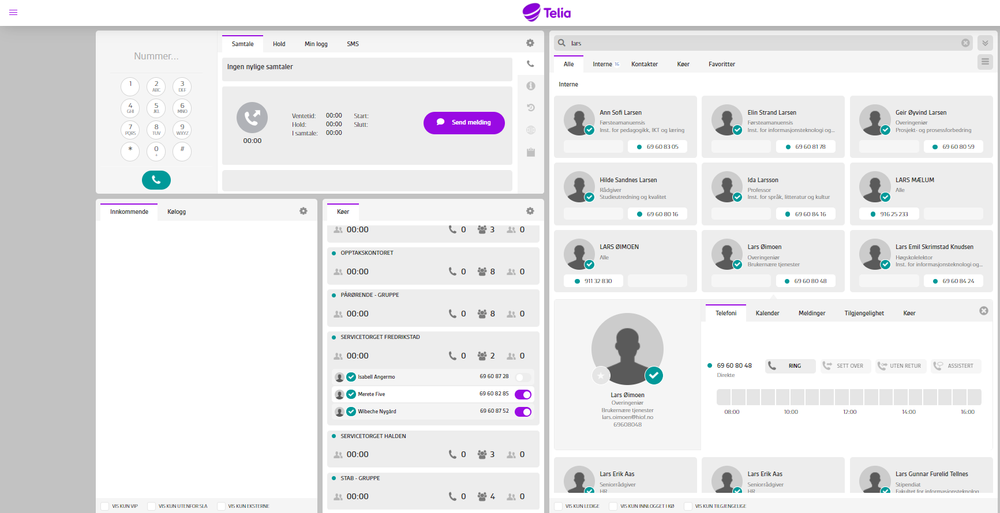 Telia
Nummer...
1
2
ABC
3
DEF
4
GHI
5
JKL
6
MNO
7
PQRS
8
TUV
9
WXYZ
*
0
+
#
Samtale
Hold
Min logg
SMS
Ingen nylige samtaler
00:00
Ventetid: 00:00 Start:
Hold: 00:00 Slutt:
I samtale: 00:00
Send melding
Innkommende
Kølogg
VIS KUN VIP
VIS KUN UTENFOR SLA
VIS KUN EKSTERNE
Køer
00:00 0 3 0
OPPTAKSKONTORET
00:00 0 8 0
PÅRØRENDE - GRUPPE
00:00 0 8 0
SERVICETORGET FREDRIKSTAD
00:00 0 2 0
Isabell Angermo 69 60 87 28
Merete Five 69 60 82 85
Wibeche Nygård 69 60 87 52
SERVICETORGET HALDEN
00:00 0 3 0
STAB - GRUPPE
00:00 0 4 0
lars
Alle
Interne 16
Kontakter
Køer
Favoritter
Interne
Ann Sofi Larsen
Førsteamanuensis
Inst. for pedagogikk, IKT og læring
69 60 83 05
Elin Strand Larsen
Førsteamanuensis
Inst. for informasjonsteknologi og...
69 60 81 78
Geir Øyvind Larsen
Overingeniør
Prosjekt- og prosessforbedring
69 60 80 59
Hilde Sandnes Larsen
Rådgiver
Studieutredning og kvalitet
69 60 80 16
Ida Larsson
Professor
Inst. for språk, litteratur og kultur
69 60 84 16
LARS MÆLUM
Alle
916 25 233
LARS ØIMOEN
Alle
911 32 830
Lars Øimoen
Overingeniør
Brukernære tjenester
69 60 80 48
Lars Emil Skrimstad Knudsen
Høgskolelektor
Inst. for informasjonsteknologi og...
69 60 84 24
Lars Øimoen
Overingeniør
Brukernære tjenester
lars.oimoen@hiof.no
69608048
Telefoni
Kalender
Meldinger
Tilgjengelighet
Køer
69 60 80 48
Direkte
RING
SETT OVER
UTEN RETUR
ASSISTERT
08:00 10:00 12:00 14:00 16:00
Lars Erik Aas
Seniorrådgiver
HR
Lars Erik Aas
Seniorrådgiver
HR
Lars Gunnar Furelid Tellnes
Stipendiat
Fakultet for informasjonsteknolog
VIS KUN LEDIGE
VIS KUN INNLOGGET I KØ
VIS KUN TILGJENGELIGE